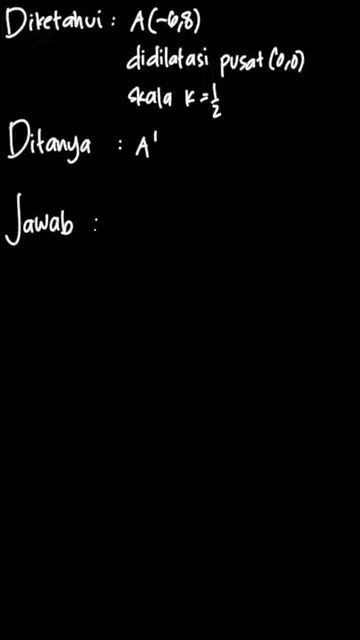 Diketahui : A(-6,8)
didilatasi pusat (0,0)
skala k = 1/2
Ditanya : A'
Jawab :